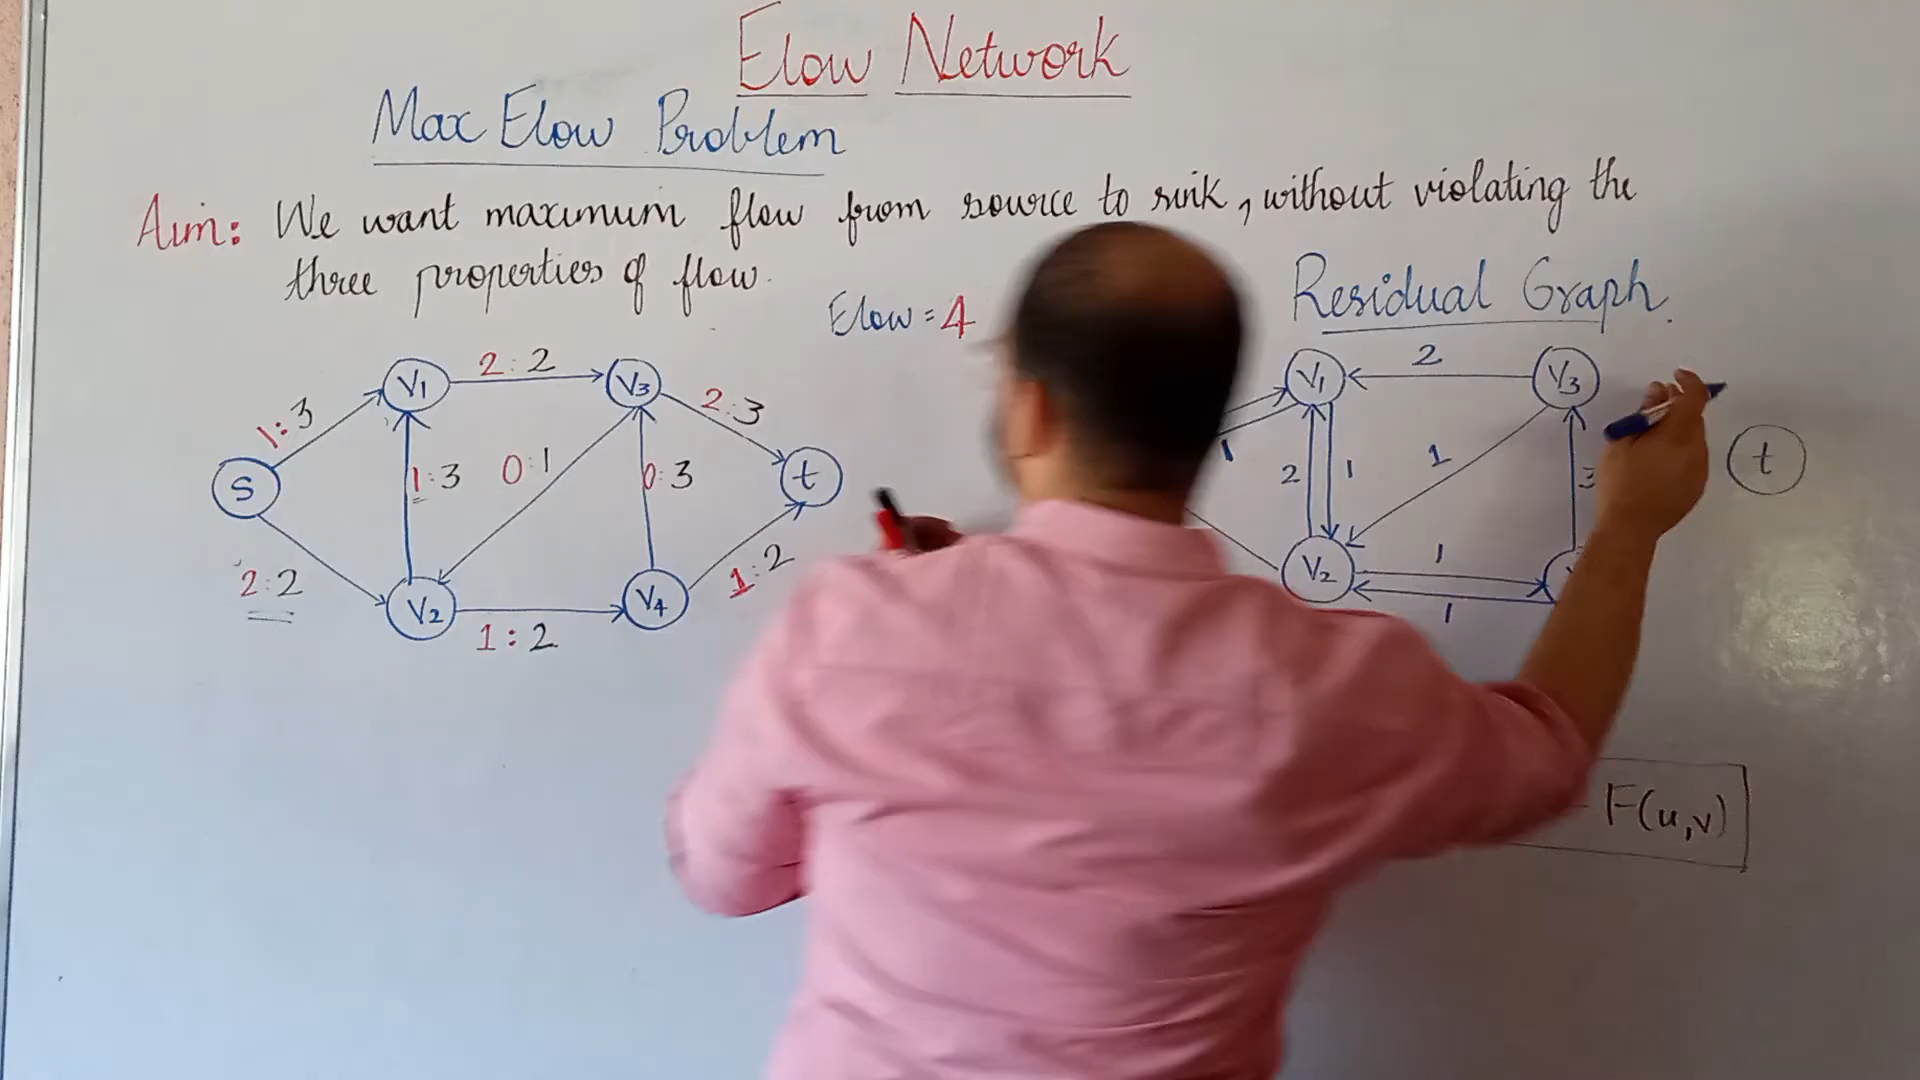 Flow Network
Max Flow Problem
Aim: We want maximum flow from source to sink, without violating the
three properties of flow.
Flow = 4
Residual Graph.
V1
2:2
V3
1:3
2:3
S
1:3
0:1
0:3
t
2:2
V2
1:2
V4
1:2
V1
2
V3
1
2
1
1
3
t
V2
1
1
F(u,v)